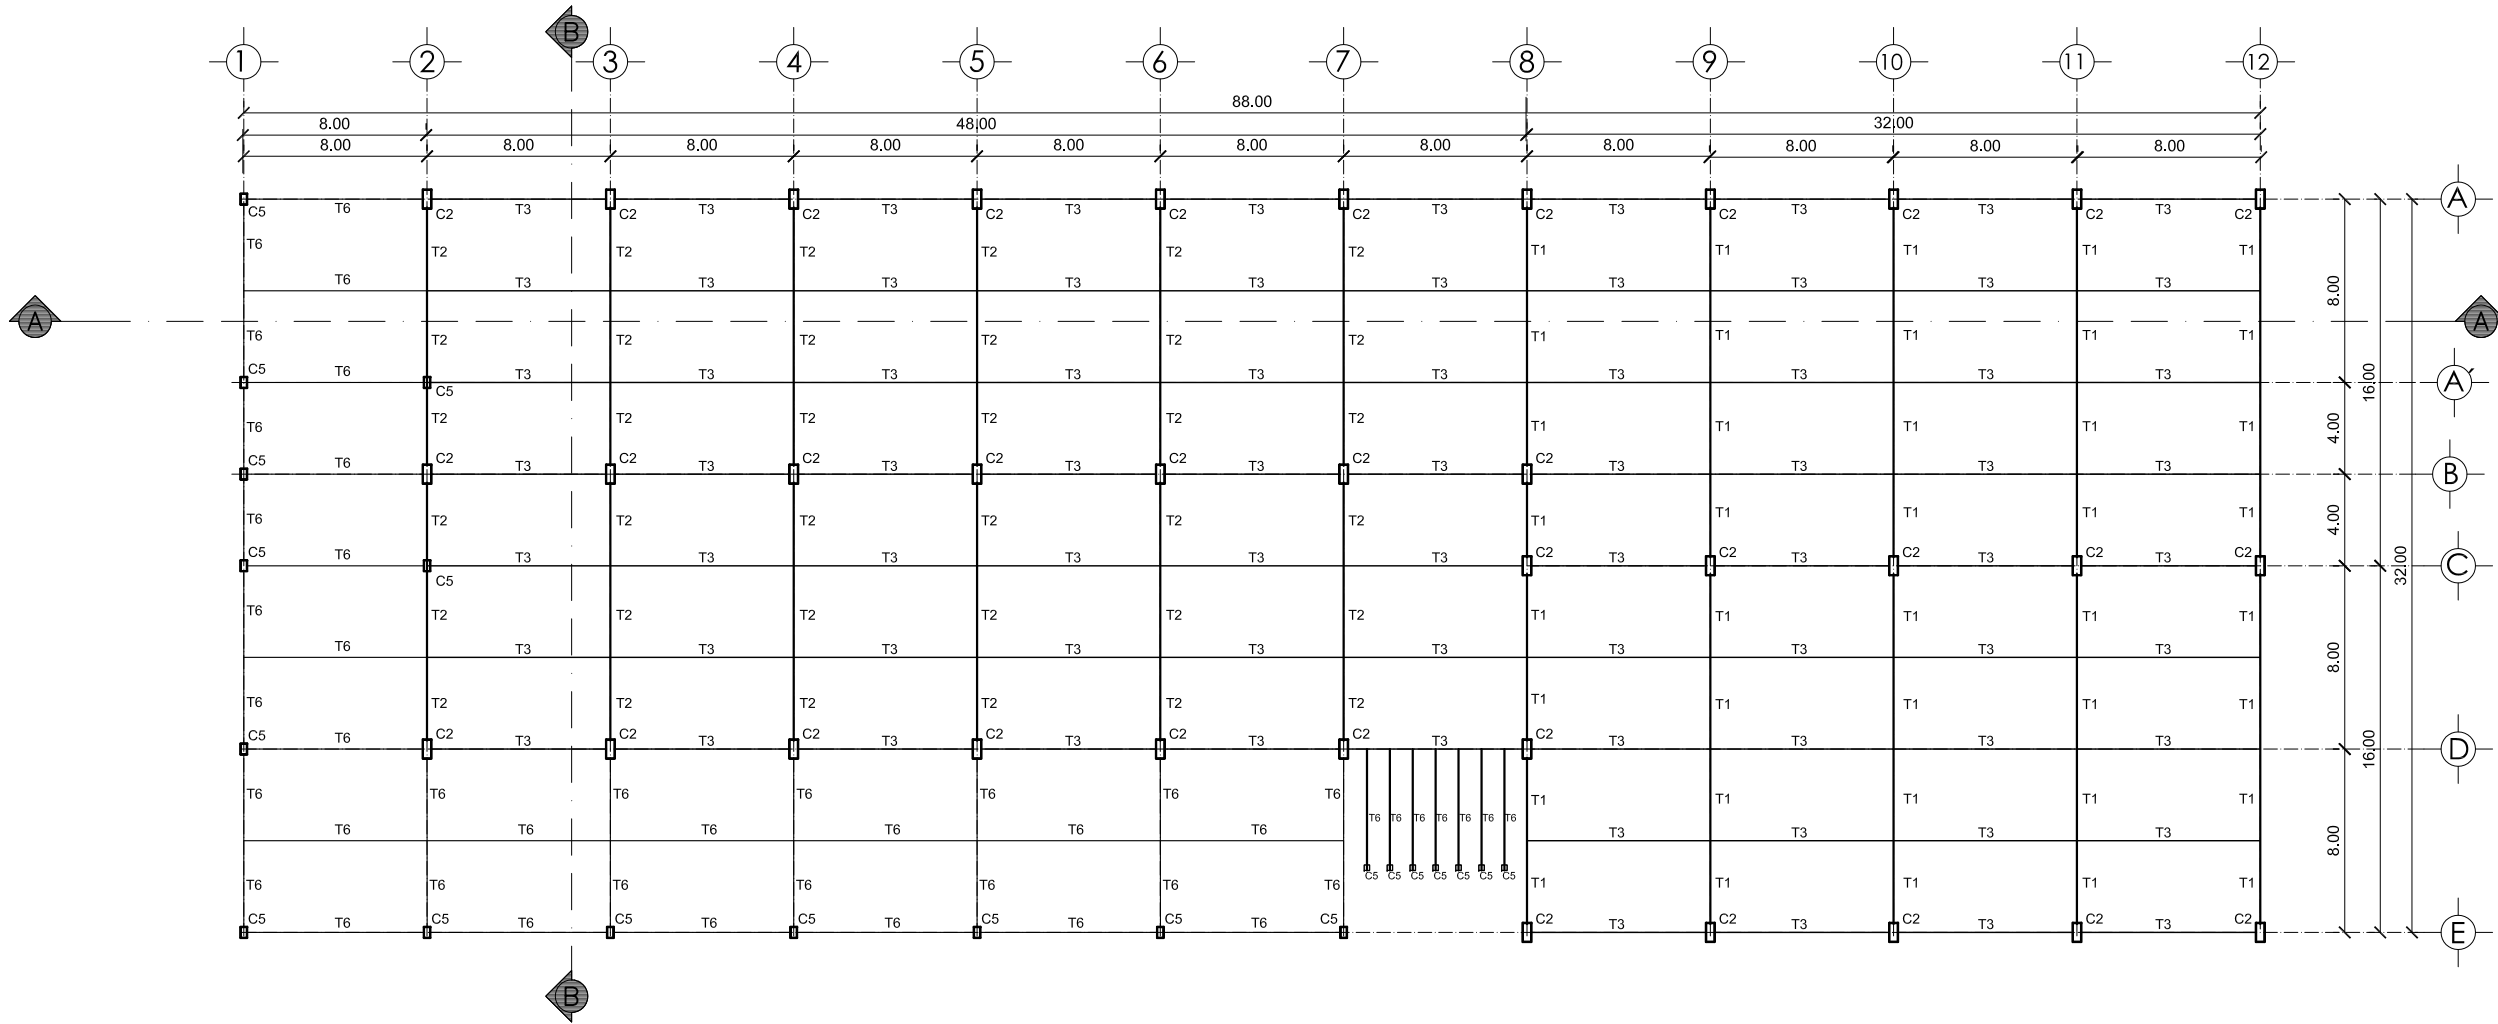 B
1 2 3 4 5 6 7 8 9 10 11 12
88.00
8.00 48.00 32.00
8.00 8.00 8.00 8.00 8.00 8.00 8.00 8.00 8.00 8.00 8.00
A
C5 T6 C2 T3 C2 T3 C2 T3 C2 T3 C2 T3 C2 T3 C2 T3 C2 T3 C2 T3 C2 T3 C2
T6 T2 T2 T2 T2 T2 T2 T1 T1 T1 T1 T1
T6 T3 T3 T3 T3 T3 T3 T3 T3 T3 T3 8.00
A A
T6 T2 T2 T2 T2 T2 T2 T1 T1 T1 T1 T1
C5 T6 T3 T3 T3 T3 T3 T3 T3 T3 T3 T3 16.00 A´
C5
T6 T2 T2 T2 T2 T2 T2 T1 T1 T1 T1 T1 4.00
C5 T6 C2 T3 C2 T3 C2 T3 C2 T3 C2 T3 C2 T3 C2 T3 T3 T3 T3 B
T6 T2 T2 T2 T2 T2 T2 T1 T1 T1 T1 T1 4.00
C5 T6 T3 T3 T3 T3 T3 T3 C2 T3 C2 T3 C2 T3 C2 T3 C2 32.00 C
C5
T6 T2 T2 T2 T2 T2 T2 T1 T1 T1 T1 T1
T6 T3 T3 T3 T3 T3 T3 T3 T3 T3 T3 8.00
T6 T2 T2 T2 T2 T2 T2 T1 T1 T1 T1 T1
C5 T6 C2 T3 C2 T3 C2 T3 C2 T3 C2 T3 C2 T3 C2 T3 T3 T3 T3 16.00 D
T6 T6 T6 T6 T6 T6 T6 T1 T1 T1 T1 T1
T6 T6 T6 T6 T6 T6 T6
T6 T6 T6 T6 T6 T6 T3 T3 T3 T3 8.00
C5 C5 C5 C5 C5 C5 C5
T6 T6 T6 T6 T6 T6 T6 T1 T1 T1 T1 T1
C5 T6 C5 T6 C5 T6 C5 T6 C5 T6 C5 T6 C5 C2 T3 C2 T3 C2 T3 C2 T3 C2 E
B